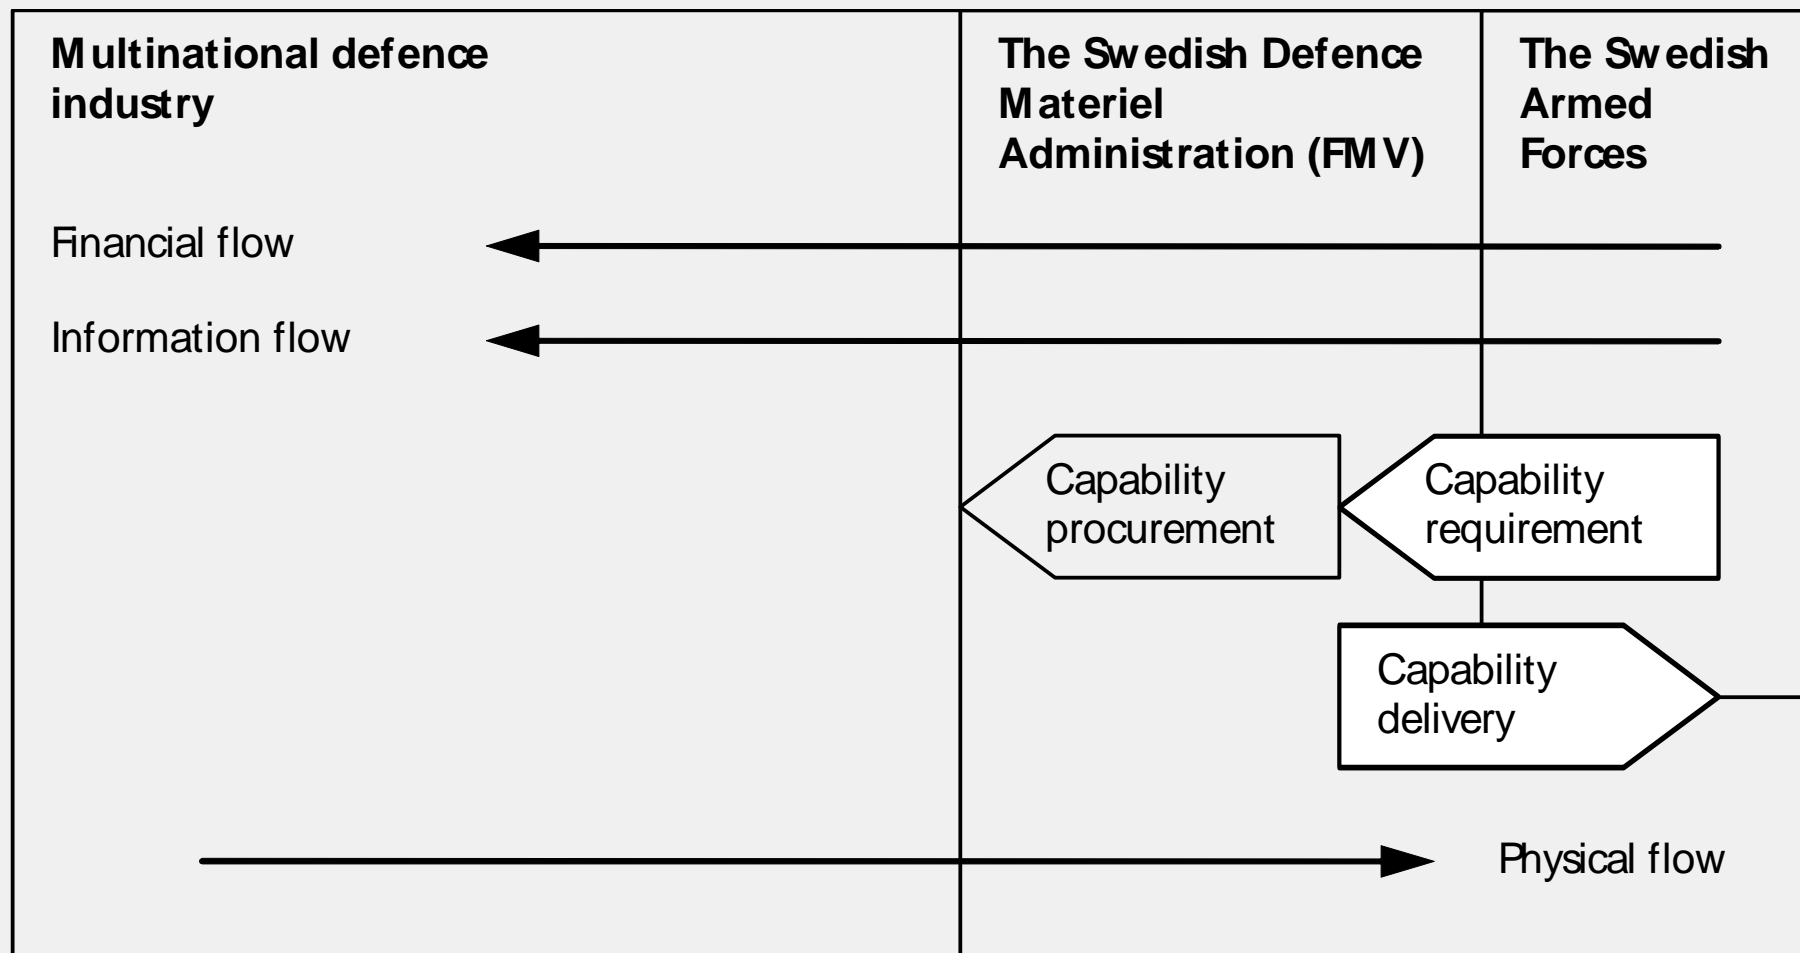 Multinational defence
industry
The Swedish Defence
Materiel
Administration (FMV)
The Swedish
Armed
Forces
Financial flow
Information flow
Capability
procurement
Capability
requirement
Capability
delivery
Physical flow